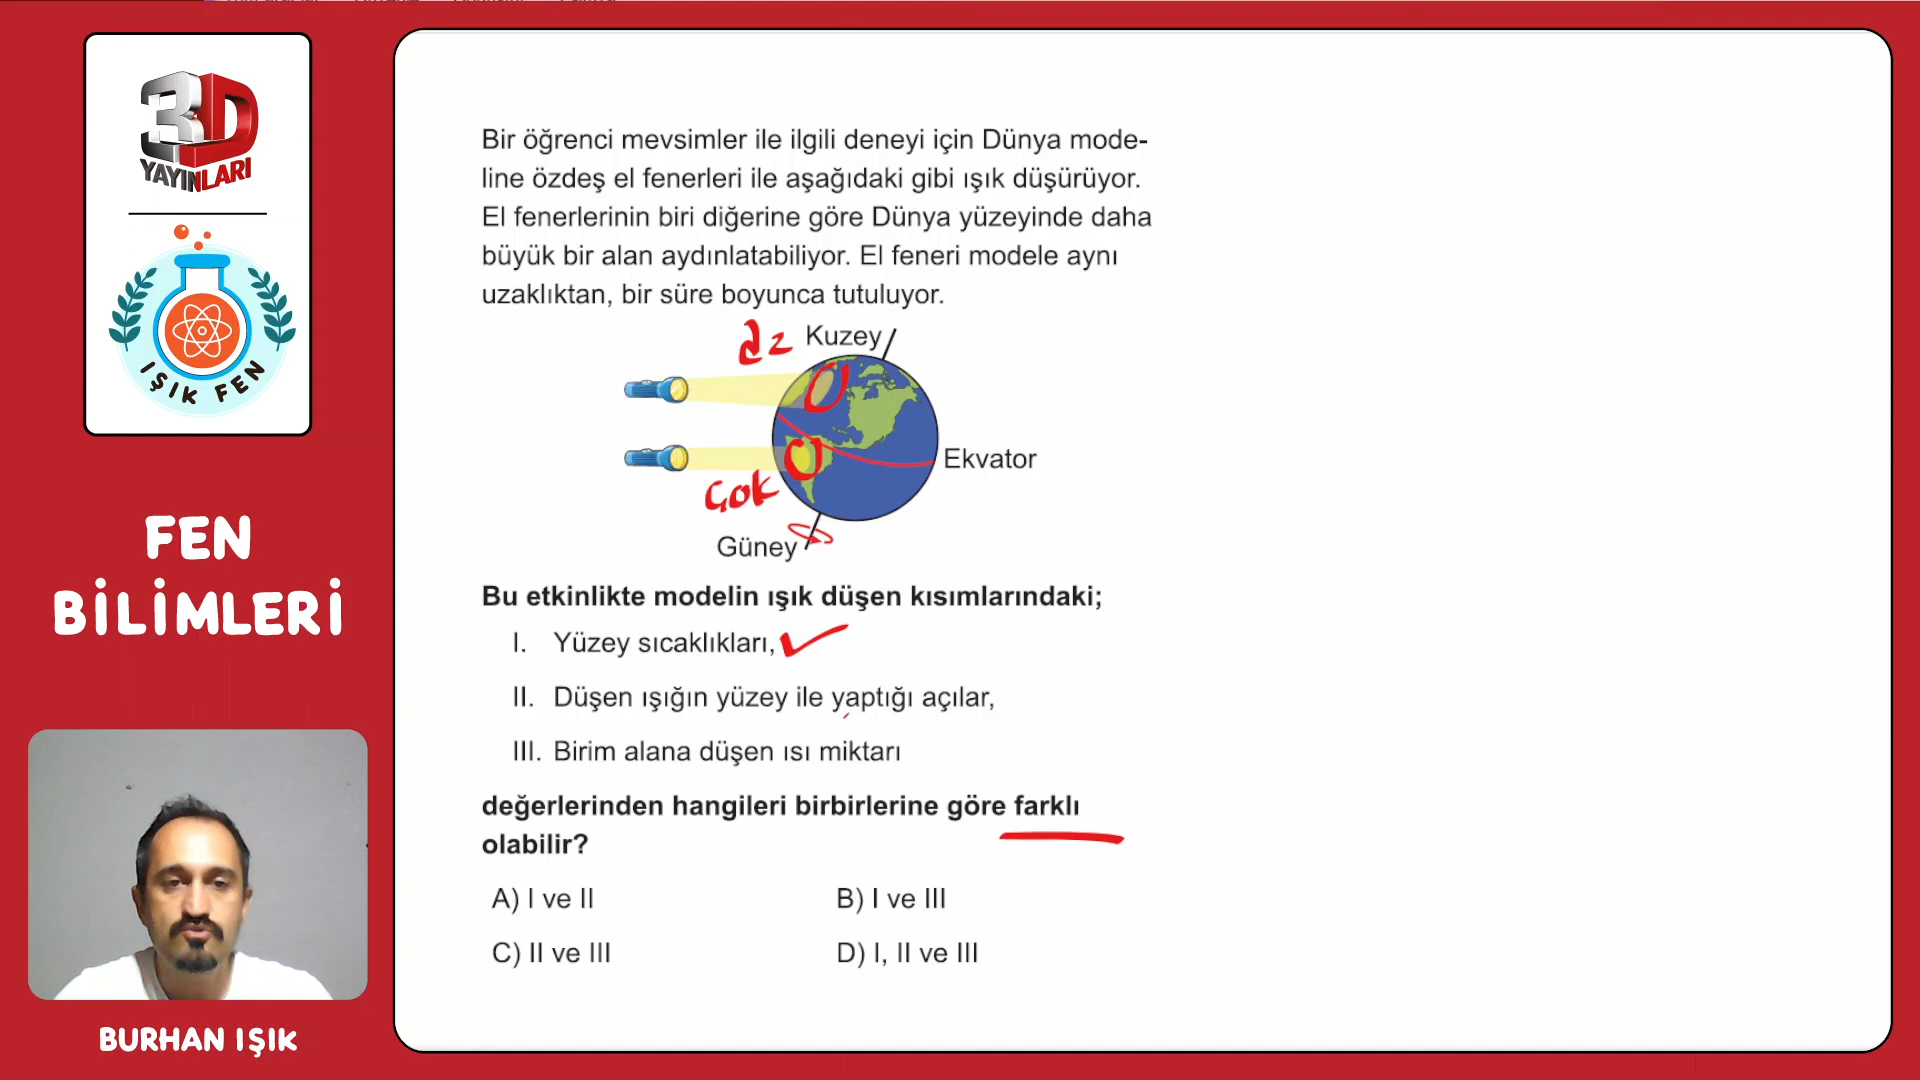 3D
YAYINLARI
IŞIK FEN
FEN
BİLİMLERİ
BURHAN IŞIK
Bir öğrenci mevsimler ile ilgili deneyi için Dünya mode-
line özdeş el fenerleri ile aşağıdaki gibi ışık düşürüyor.
El fenerlerinin biri diğerine göre Dünya yüzeyinde daha
büyük bir alan aydınlatabiliyor. El feneri modele aynı
uzaklıktan, bir süre boyunca tutuluyor.
az
Kuzey
Ekvator
Çok
Güney
Bu etkinlikte modelin ışık düşen kısımlarındaki;
I. Yüzey sıcaklıkları,
II. Düşen ışığın yüzey ile yaptığı açılar,
III. Birim alana düşen ısı miktarı
değerlerinden hangileri birbirlerine göre farklı
olabilir?
A) I ve II
B) I ve III
C) II ve III
D) I, II ve III